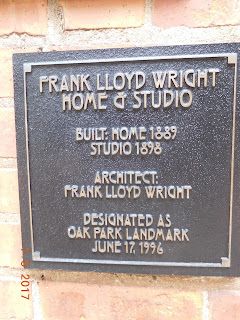 FRANK LLOYD WRIGHT
HOME & STUDIO
BUILT: HOME 1889
STUDIO 1898
ARCHITECT:
FRANK LLOYD WRIGHT
DESIGNATED AS
OAK PARK LANDMARK
JUNE 17, 1996
2017